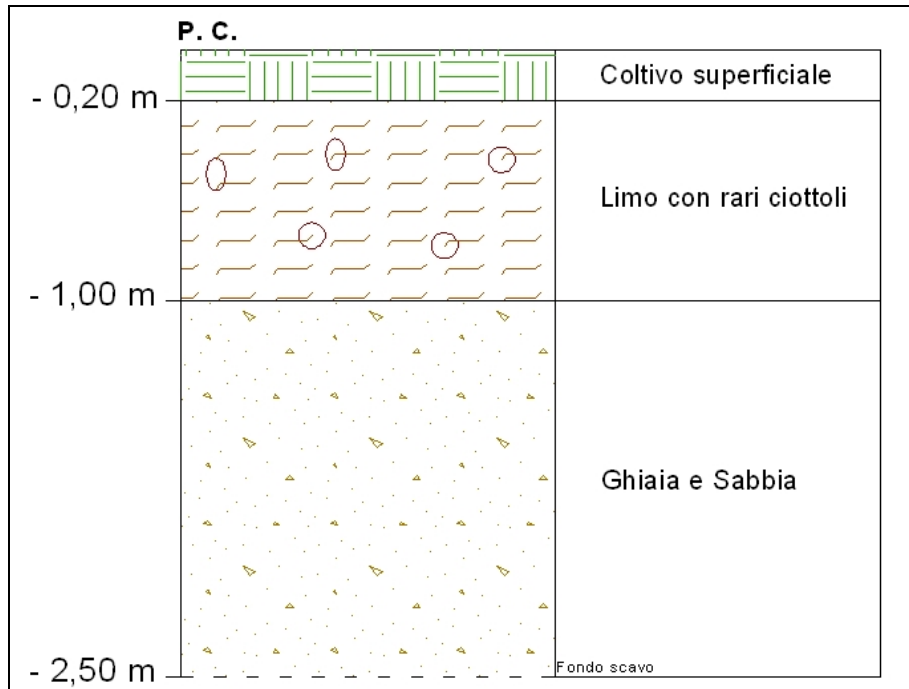 P. C.
Coltivo superficiale
- 0,20 m
Limo con rari ciottoli
- 1,00 m
Ghiaia e Sabbia
Fondo scavo
- 2,50 m